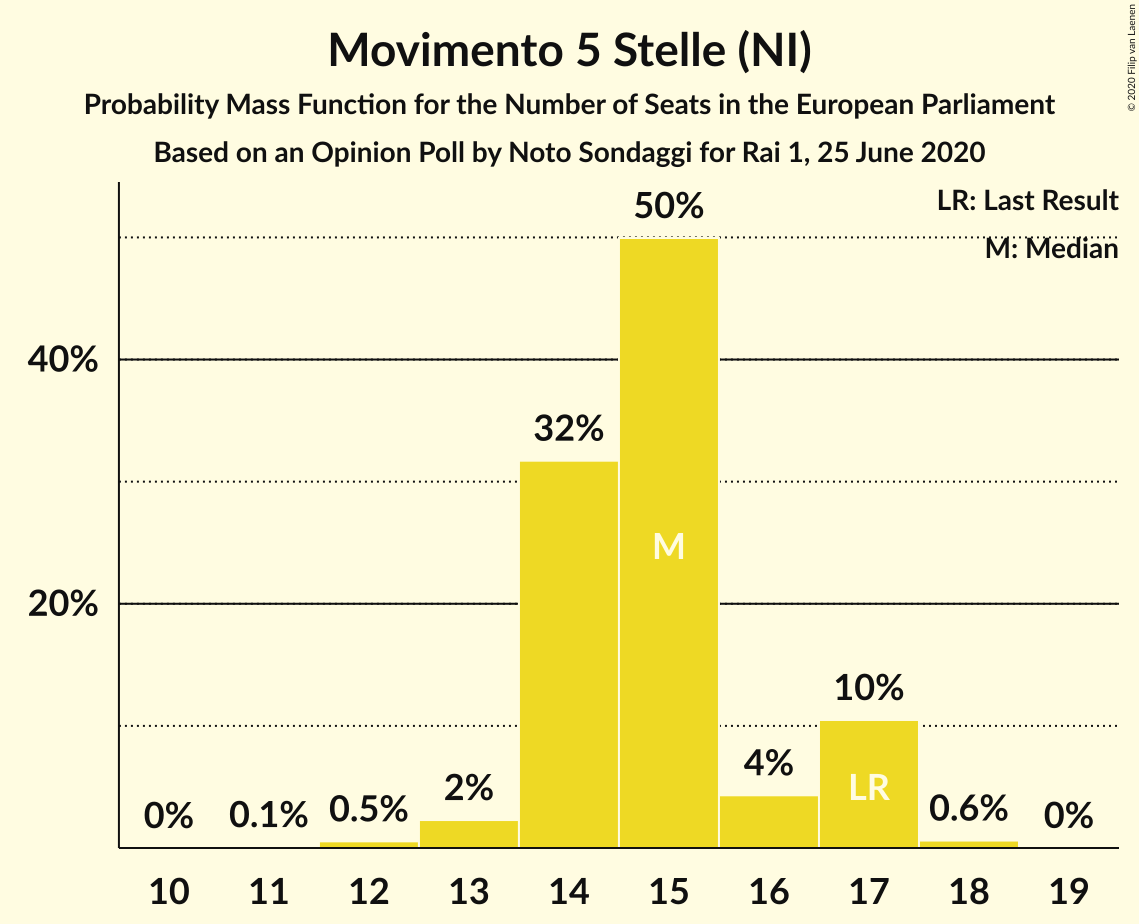 Movimento 5 Stelle (NI)
Probability Mass Function for the Number of Seats in the European Parliament
Based on an Opinion Poll by Noto Sondaggi for Rai 1, 25 June 2020
© 2020 Filip van Laenen
LR: Last Result
M: Median
50%
40%
32%
M
20%
10%
4%
LR
2%
0%
0.1%
0.5%
0.6%
0%
10 11 12 13 14 15 16 17 18 19